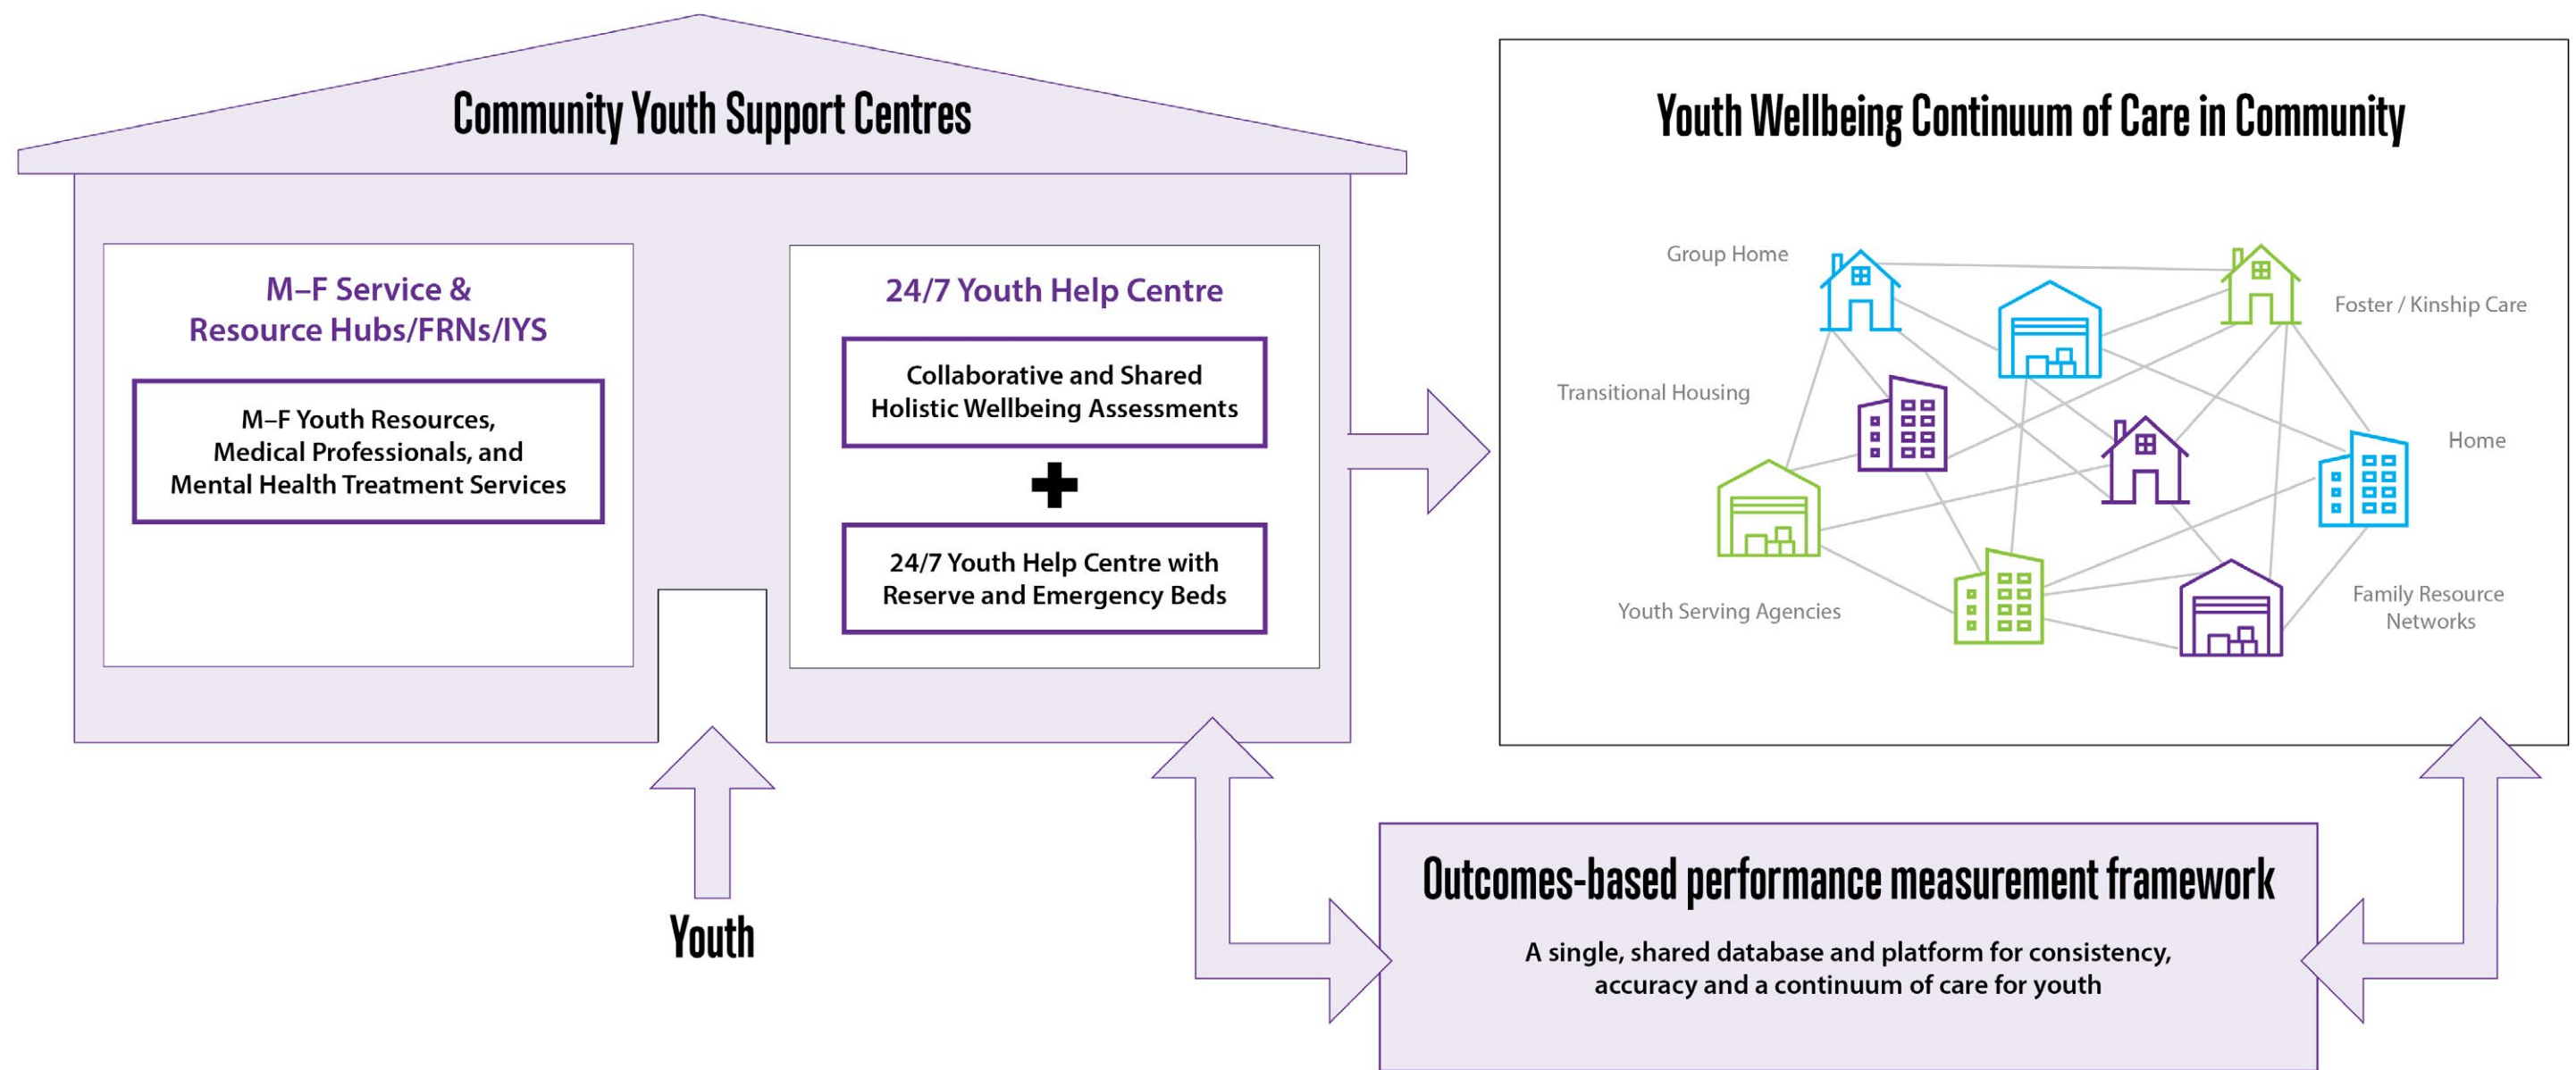 Community Youth Support Centres
M–F Service &
Resource Hubs/FRNs/IYS
M–F Youth Resources,
Medical Professionals, and
Mental Health Treatment Services
24/7 Youth Help Centre
Collaborative and Shared
Holistic Wellbeing Assessments
24/7 Youth Help Centre with
Reserve and Emergency Beds
Youth
Youth Wellbeing Continuum of Care in Community
Group Home
Foster / Kinship Care
Transitional Housing
Home
Youth Serving Agencies
Family Resource
Networks
Outcomes-based performance measurement framework
A single, shared database and platform for consistency,
accuracy and a continuum of care for youth